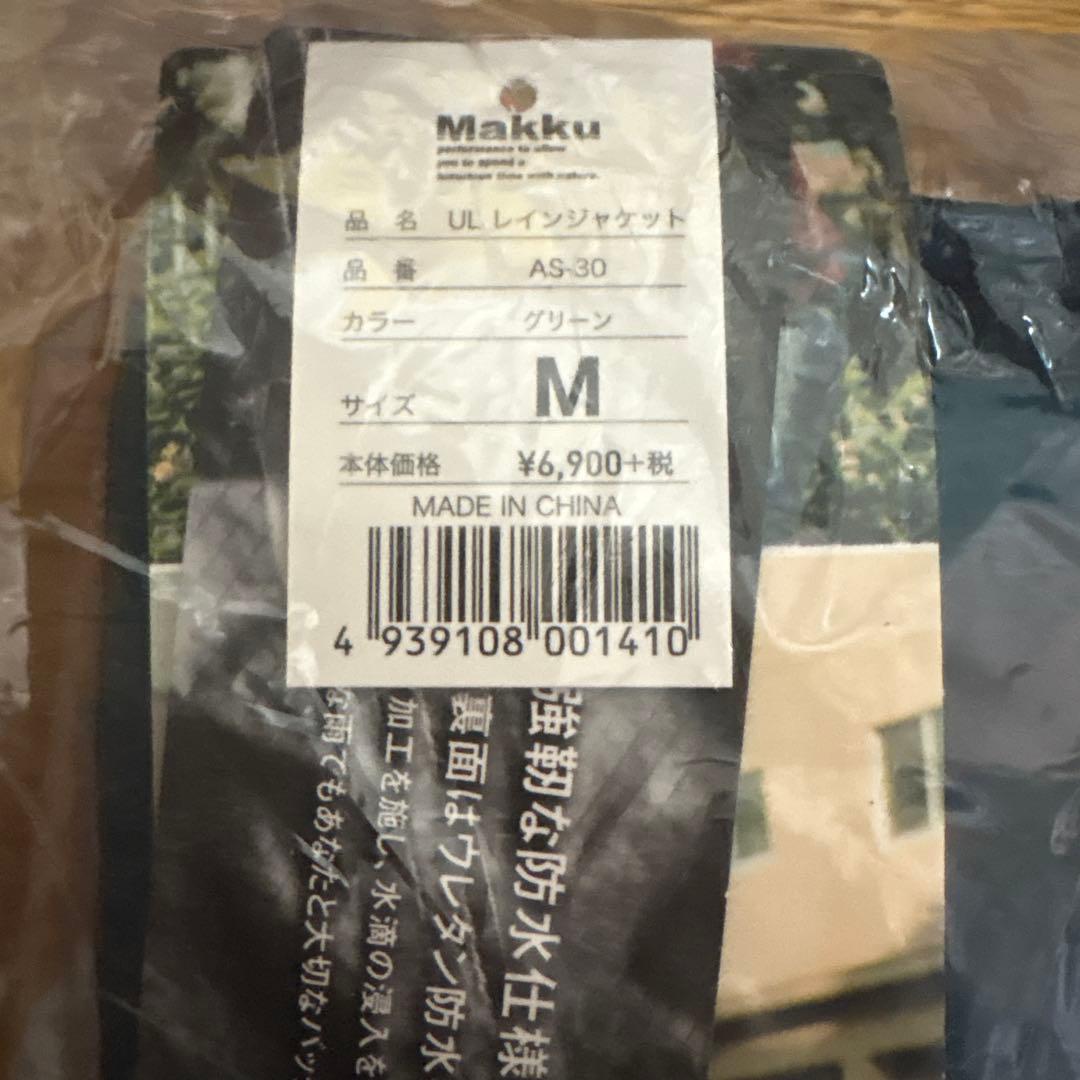 Makku
performance to allow
you to spend a
luxurious time with nature.
品名 UL レインジャケット
品番 AS-30
カラー グリーン
サイズ M
本体価格 ¥6,900+税
MADE IN CHINA
4 939108 001410
強靭な防水仕様
裏面はウレタン防水
加工を施し、水滴の浸入を
な雨でもあなたと大切なバッ